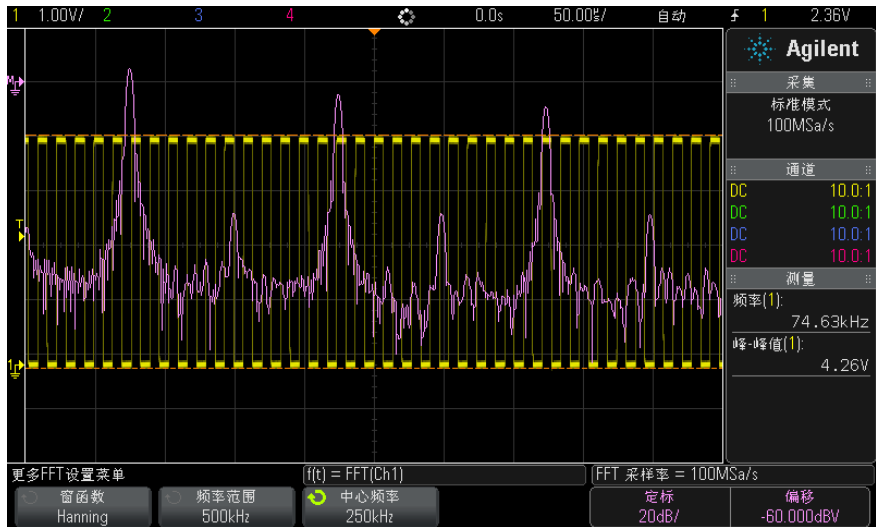 1 1.00V/ 2 3 4 0.0s 50.00µs/ 自动 1 2.36V
Agilent
采集
标准模式
100MSa/s
通道
DC 10.0:1
DC 10.0:1
DC 10.0:1
DC 10.0:1
测量
频率(1):
74.63kHz
峰-峰值(1):
4.26V
M
T
1
更多FFT设置菜单 f(t) = FFT(Ch1) FFT 采样率 = 100MSa/s
窗函数
Hanning
频率范围
500kHz
中心频率
250kHz
定标
20dB/
偏移
-60.000dBV